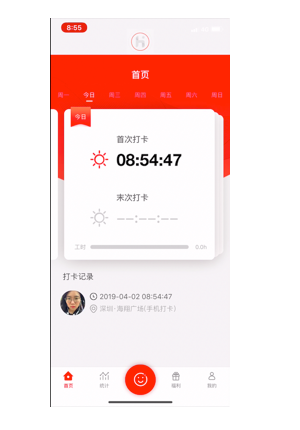 8:55
首页
周一 今日 周三 周四 周五 周六 周日
今日
首次打卡
08:54:47
末次打卡
--:--:--
工时 0.0h
打卡记录
2019-04-02 08:54:47
深圳-海翔广场(手机打卡)
首页 统计 福利 我的